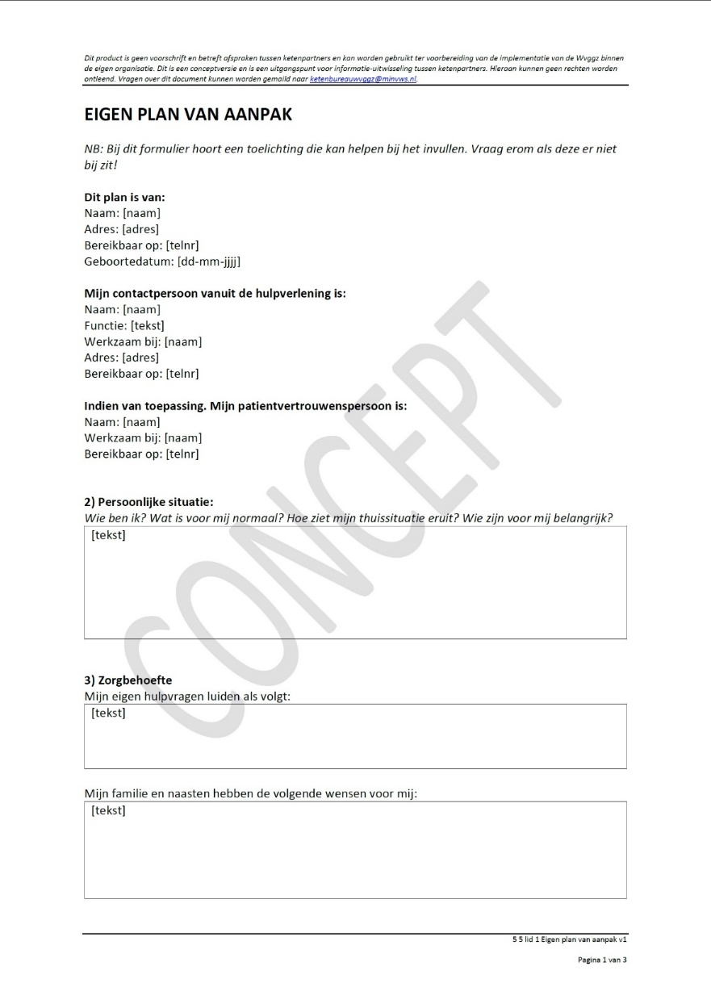 Dit product is geen voorschrift en betreft afspraken tussen ketenpartners en kan worden gebruikt ter voorbereiding van de implementatie van de Wvggz binnen
de eigen organisatie. Dit is een conceptversie en is een uitgangspunt voor informatie-uitwisseling tussen ketenpartners. Hieraan kunnen geen rechten worden
ontleend. Vragen over dit document kunnen worden gemaild naar ketenbureauwvggz@minvws.nl.
EIGEN PLAN VAN AANPAK
NB: Bij dit formulier hoort een toelichting die kan helpen bij het invullen. Vraag erom als deze er niet
bij zit!
Dit plan is van:
Naam: [naam]
Adres: [adres]
Bereikbaar op: [telnr]
Geboortedatum: [dd-mm-jjjj]
Mijn contactpersoon vanuit de hulpverlening is:
Naam: [naam]
Functie: [tekst]
Werkzaam bij: [naam]
Adres: [adres]
Bereikbaar op: [telnr]
Indien van toepassing. Mijn patientvertrouwenspersoon is:
Naam: [naam]
Werkzaam bij: [naam]
Bereikbaar op: [telnr]
CONCEPT
2) Persoonlijke situatie:
Wie ben ik? Wat is voor mij normaal? Hoe ziet mijn thuissituatie eruit? Wie zijn voor mij belangrijk?
[tekst]
3) Zorgbehoefte
Mijn eigen hulpvragen luiden als volgt:
[tekst]
Mijn familie en naasten hebben de volgende wensen voor mij:
[tekst]
5 5 lid 1 Eigen plan van aanpak v1
Pagina 1 van 3